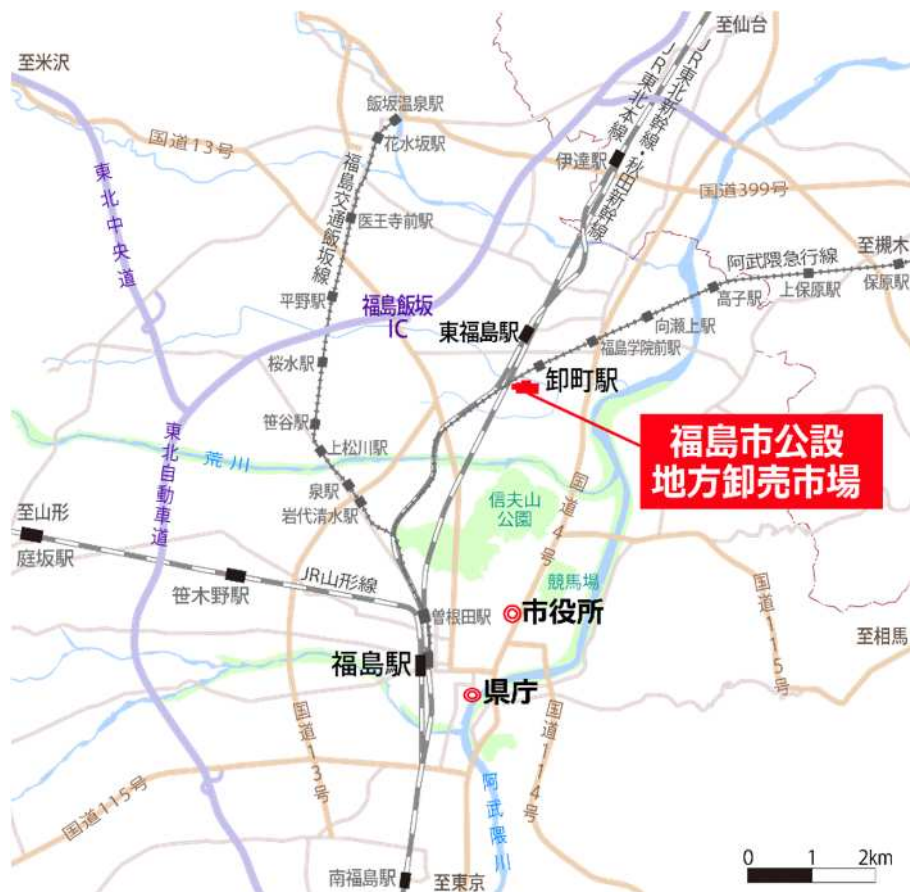 至仙台
至米沢
飯坂温泉駅
花水坂駅
国道13号
JR東北新幹線・秋田新幹線
JR東北本線
伊達駅
国道399号
東北中央道
福島交通飯坂線
医王寺前駅
至槻木
阿武隈急行線
保原駅
上保原駅
高子駅
平野駅
福島飯坂
IC
東福島駅
向瀬上駅
福島学院前駅
桜水駅
卸町駅
笹谷駅
福島市公設
地方卸売市場
上松川駅
荒川
東北自動車道
泉駅
岩代清水駅
信夫山
公園
国道4号
至山形
庭坂駅
JR山形線
笹木野駅
競馬場
曽根田駅
市役所
国道115号
至相馬
福島駅
県庁
国道13号
国道114号
国道115号
阿武隈川
南福島駅
至東京
0 1 2km